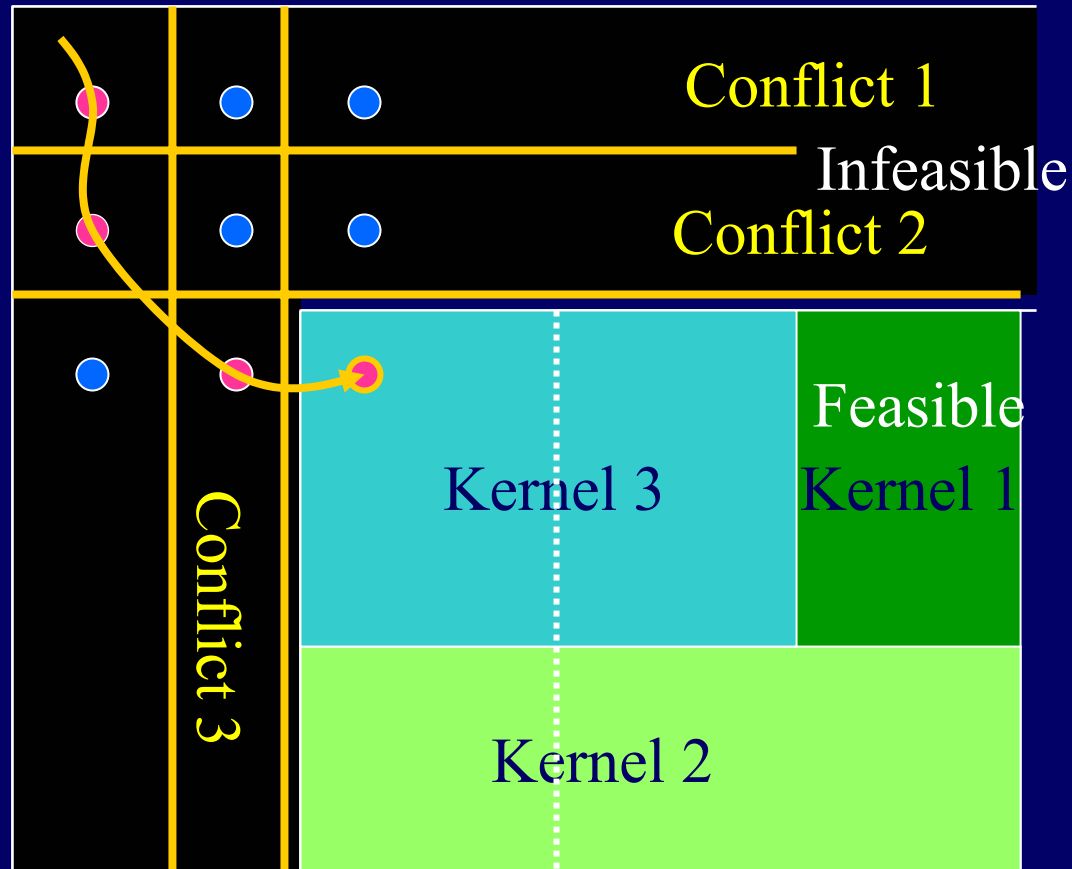 Conflict 1
Infeasible
Conflict 2
Feasible
Kernel 3
Kernel 1
Conflict 3
Kernel 2